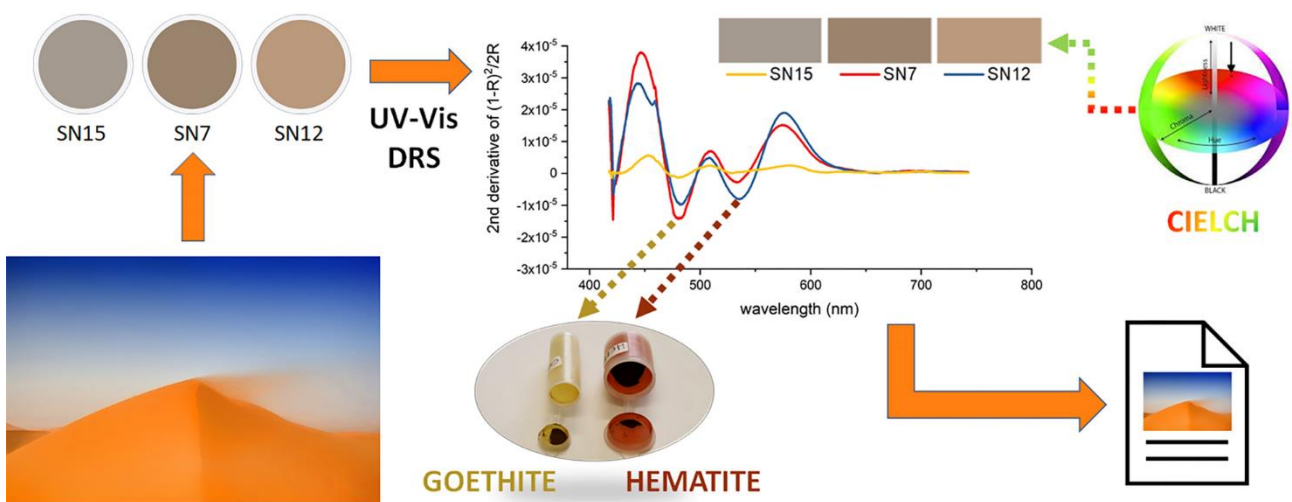 SN15
SN7
SN12
UV-Vis
DRS
2nd derivative of (1-R)²/2R
4x10⁻⁵
3x10⁻⁵
2x10⁻⁵
1x10⁻⁵
0
-1x10⁻⁵
-2x10⁻⁵
-3x10⁻⁵
400
500
600
700
800
wavelength (nm)
SN15
SN7
SN12
WHITE
Lightness
Chroma
Hue
BLACK
CIELCH
GOETHITE
HEMATITE